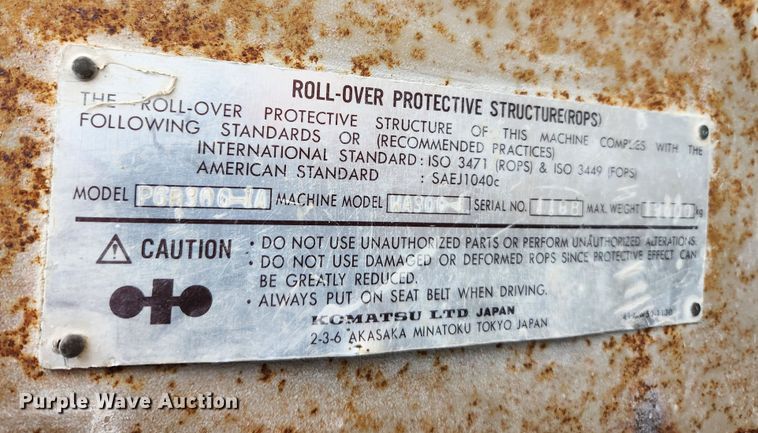 ROLL-OVER PROTECTIVE STRUCTURE(ROPS)
THE ROLL-OVER PROTECTIVE STRUCTURE OF THIS MACHINE COMPLIES WITH THE
FOLLOWING STANDARDS OR (RECOMMENDED PRACTICES)
INTERNATIONAL STANDARD : ISO 3471 (ROPS) & ISO 3449 (FOPS)
AMERICAN STANDARD : SAEJ1040c
MODEL MACHINE MODEL SERIAL NO. MAX. WEIGHT kg
CAUTION : DO NOT USE UNAUTHORIZED PARTS OR PERFORM UNAUTHORIZED ALTERATIONS.
• DO NOT USE DAMAGED OR DEFORMED ROPS SINCE PROTECTIVE EFFECT CAN
BE GREATLY REDUCED.
• ALWAYS PUT ON SEAT BELT WHEN DRIVING.
KOMATSU LTD JAPAN
2-3-6 AKASAKA MINATOKU TOKYO JAPAN
Purple Wave Auction